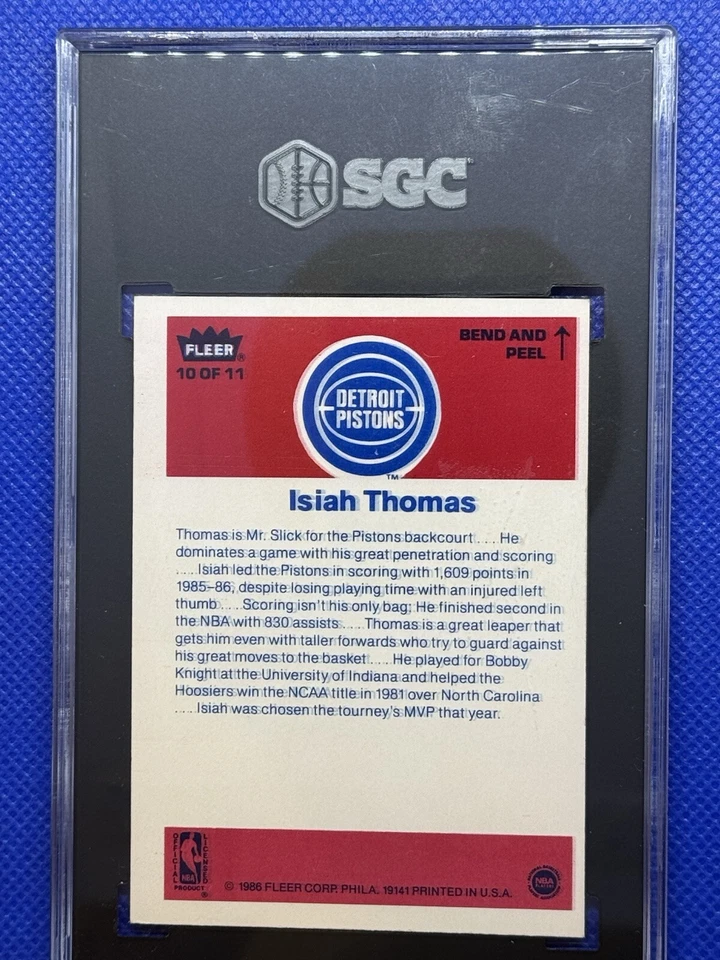 SGC
FLEER®
10 OF 11
BEND AND
PEEL
DETROIT
PISTONS
TM
Isiah Thomas
Thomas is Mr. Slick for the Pistons backcourt . . . He
dominates a game with his great penetration and scoring
. . . . Isiah led the Pistons in scoring with 1,609 points in
1985–86, despite losing playing time with an injured left
thumb . . . . Scoring isn't his only bag; He finished second in
the NBA with 830 assists . . . . Thomas is a great leaper that
gets him even with taller forwards who try to guard against
his great moves to the basket . . . . He played for Bobby
Knight at the University of Indiana and helped the
Hoosiers win the NCAA title in 1981 over North Carolina
. . . . Isiah was chosen the tourney's MVP that year.
OFFICIAL LICENSED
NBA
PRODUCT ®
© 1986 FLEER CORP. PHILA. 19141 PRINTED IN U.S.A.
NBA
PLAYERS